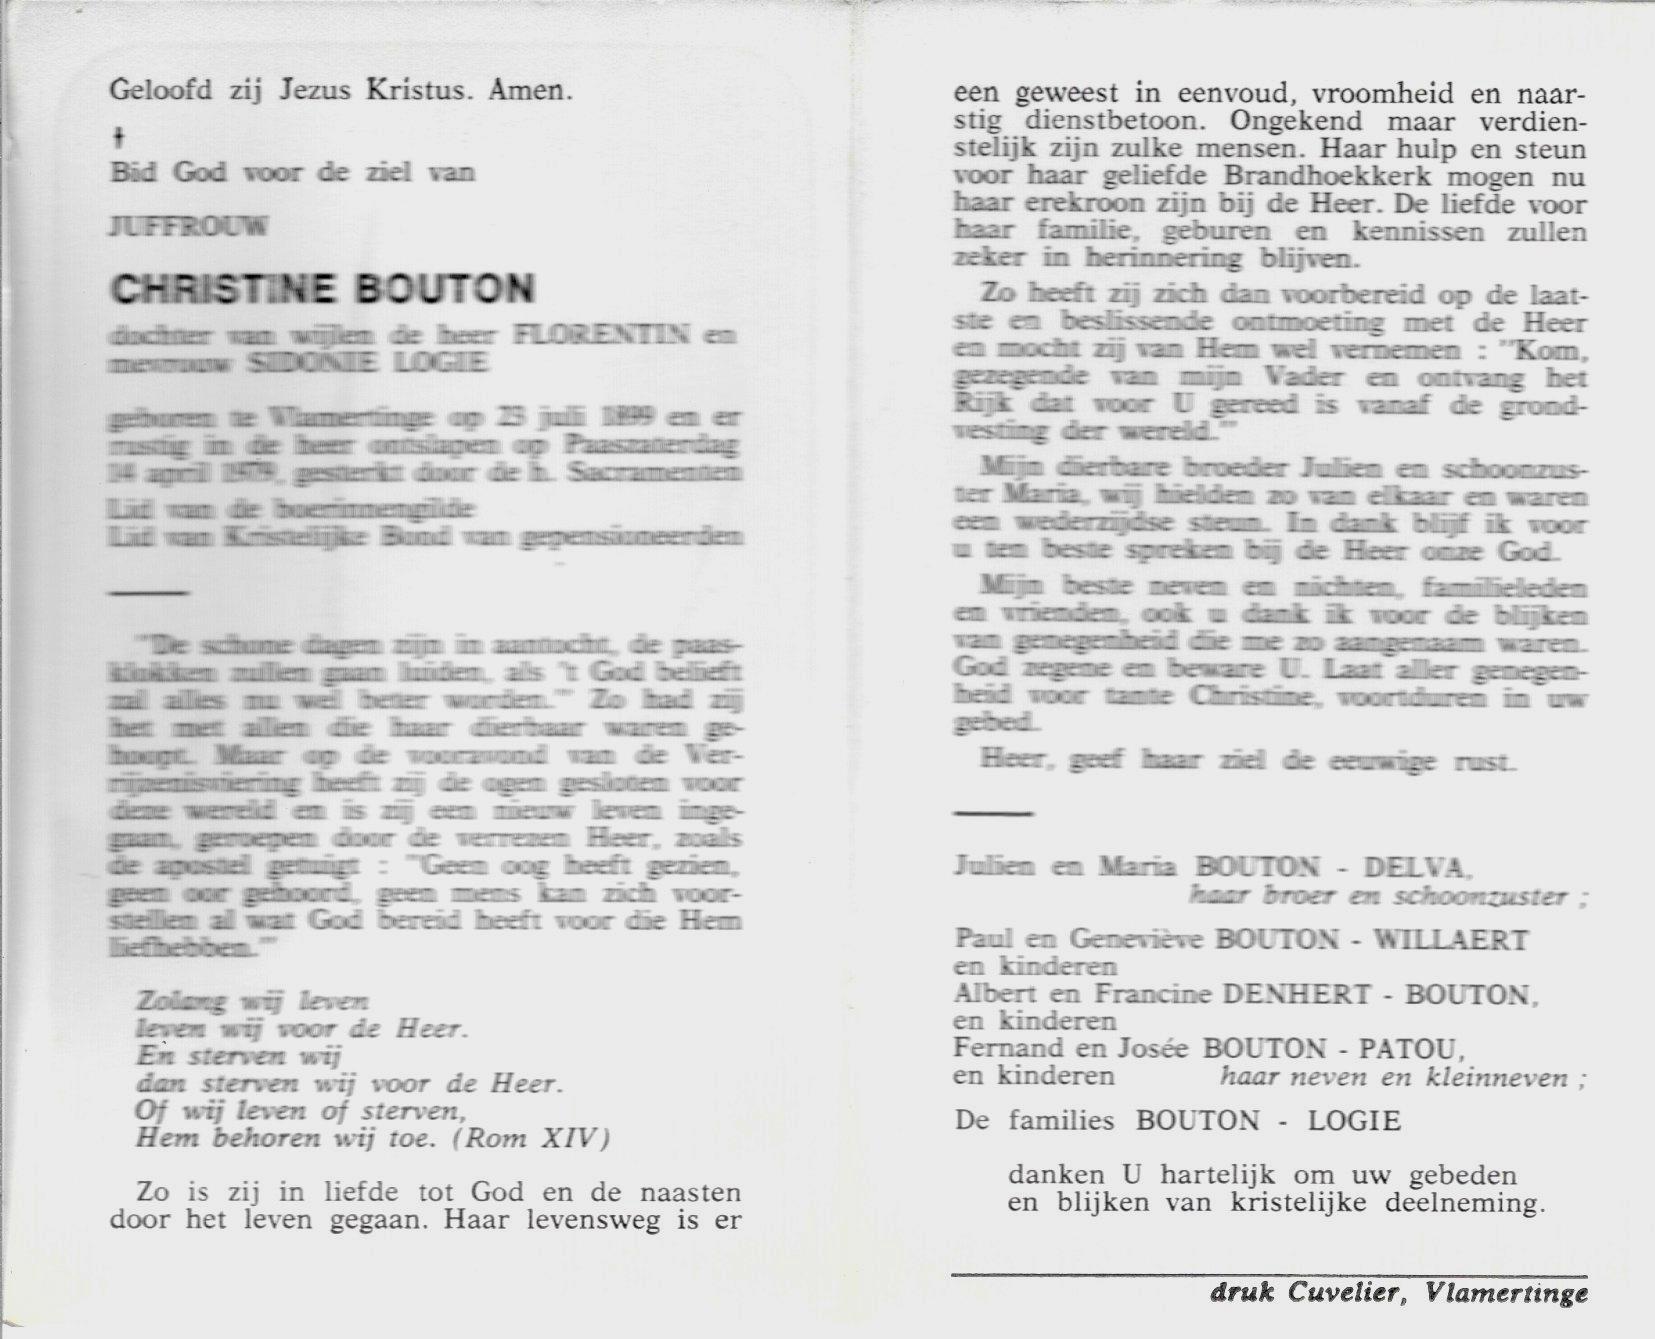 Geloofd zij Jezus Kristus. Amen.
†
Bid God voor de ziel van
JUFFROUW
CHRISTINE BOUTON
dochter van wijlen de heer FLORENTIN en
mevrouw SIDONIE LOGIE
geboren te Vlamertinge op 23 juli 1899 en er
rustig in de heer ontslapen op Paaszaterdag
14 april 1979, gesterkt door de h. Sacramenten
Lid van de boerinnengilde
Lid van Kristelijke Bond van gepensioneerden
"De schone dagen zijn in aantocht, de paas-
klokken zullen gaan luiden, als 't God belieft
zal alles nu wel beter worden." Zo had zij
het met allen die haar dierbaar waren ge-
hoopt. Maar op de vooravond van de Ver-
rijzenisviering heeft zij de ogen gesloten voor
deze wereld en is zij een nieuw leven inge-
gaan, geroepen door de verrezen Heer, zoals
de apostel getuigt : "Geen oog heeft gezien,
geen oor gehoord, geen mens kan zich voor-
stellen al wat God bereid heeft voor die Hem
liefhebben."
Zolang wij leven
leven wij voor de Heer.
En sterven wij
dan sterven wij voor de Heer.
Of wij leven of sterven,
Hem behoren wij toe. (Rom XIV)
Zo is zij in liefde tot God en de naasten
door het leven gegaan. Haar levensweg is er
een geweest in eenvoud, vroomheid en naar-
stig dienstbetoon. Ongekend maar verdien-
stelijk zijn zulke mensen. Haar hulp en steun
voor haar geliefde Brandhoekkerk mogen nu
haar erekroon zijn bij de Heer. De liefde voor
haar familie, geburen en kennissen zullen
zeker in herinnering blijven.
Zo heeft zij zich dan voorbereid op de laat-
ste en beslissende ontmoeting met de Heer
en mocht zij van Hem wel vernemen : "Kom,
gezegende van mijn Vader en ontvang het
Rijk dat voor U gereed is vanaf de grond-
vesting der wereld."
Mijn dierbare broeder Julien en schoonzus-
ter Maria, wij hielden zo van elkaar en waren
een wederzijdse steun. In dank blijf ik voor
u ten beste spreken bij de Heer onze God.
Mijn beste neven en nichten, familieleden
en vrienden, ook u dank ik voor de blijken
van genegenheid die me zo aangenaam waren.
God zegene en beware U. Laat aller genegen-
heid voor tante Christine, voortduren in uw
gebed.
Heer, geef haar ziel de eeuwige rust.
Julien en Maria BOUTON - DELVA,
haar broer en schoonzuster ;
Paul en Geneviève BOUTON - WILLAERT
en kinderen
Albert en Francine DENHERT - BOUTON,
en kinderen
Fernand en Josée BOUTON - PATOU,
en kinderen haar neven en kleinneven ;
De families BOUTON - LOGIE
danken U hartelijk om uw gebeden
en blijken van kristelijke deelneming.
druk Cuvelier, Vlamertinge